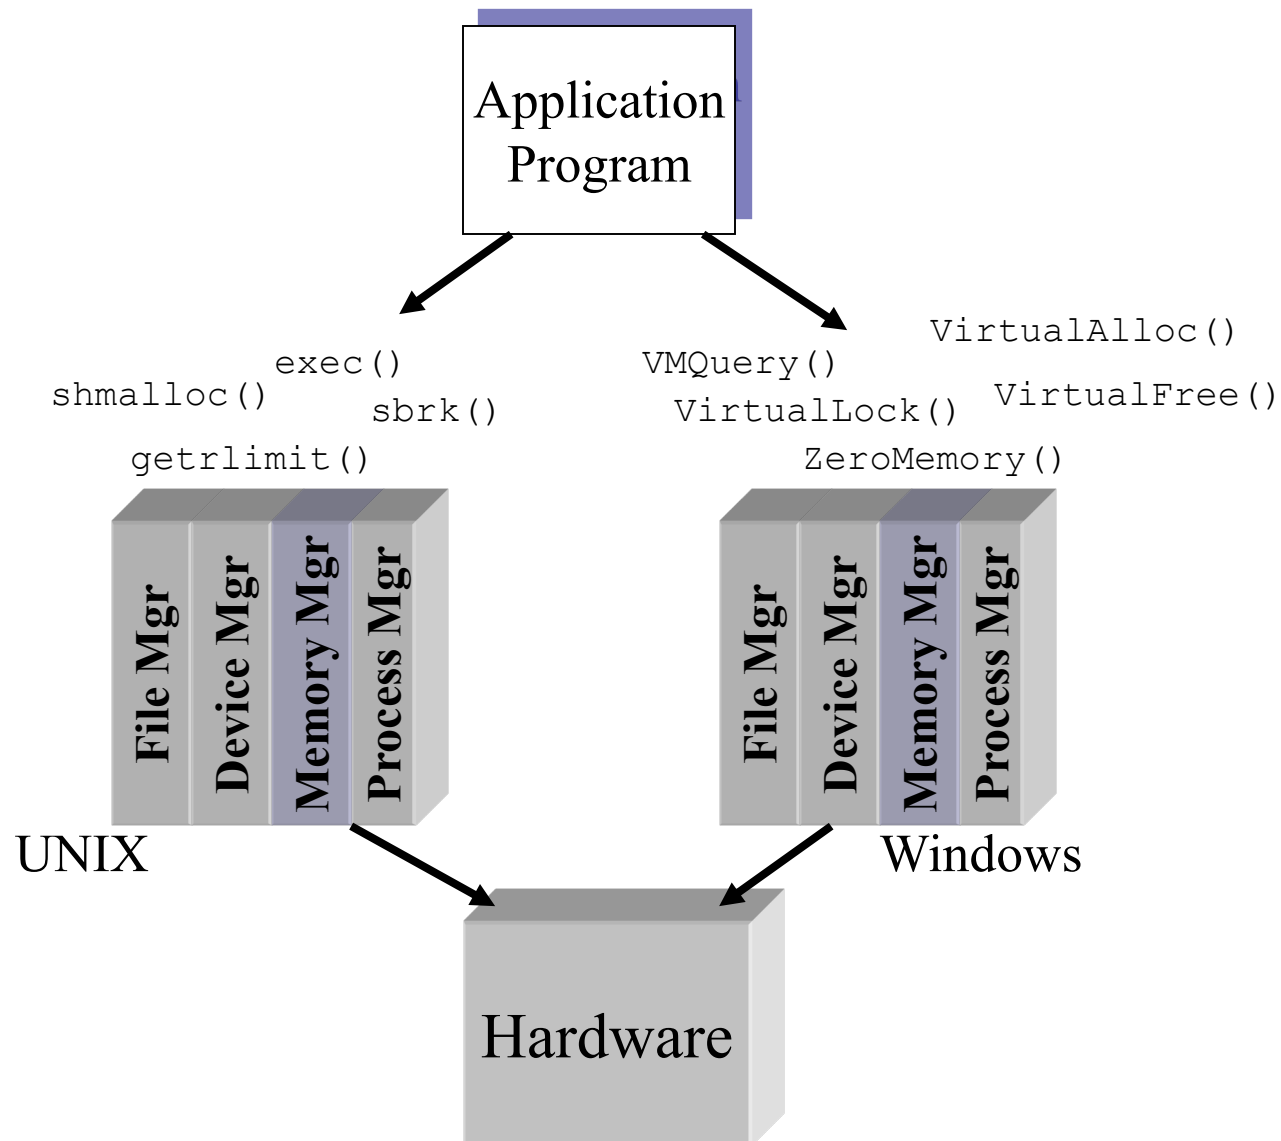 Application
Program
exec()
shmalloc()
sbrk()
getrlimit()
VMQuery()
VirtualAlloc()
VirtualLock()
VirtualFree()
ZeroMemory()
File Mgr
Device Mgr
Memory Mgr
Process Mgr
File Mgr
Device Mgr
Memory Mgr
Process Mgr
UNIX
Windows
Hardware